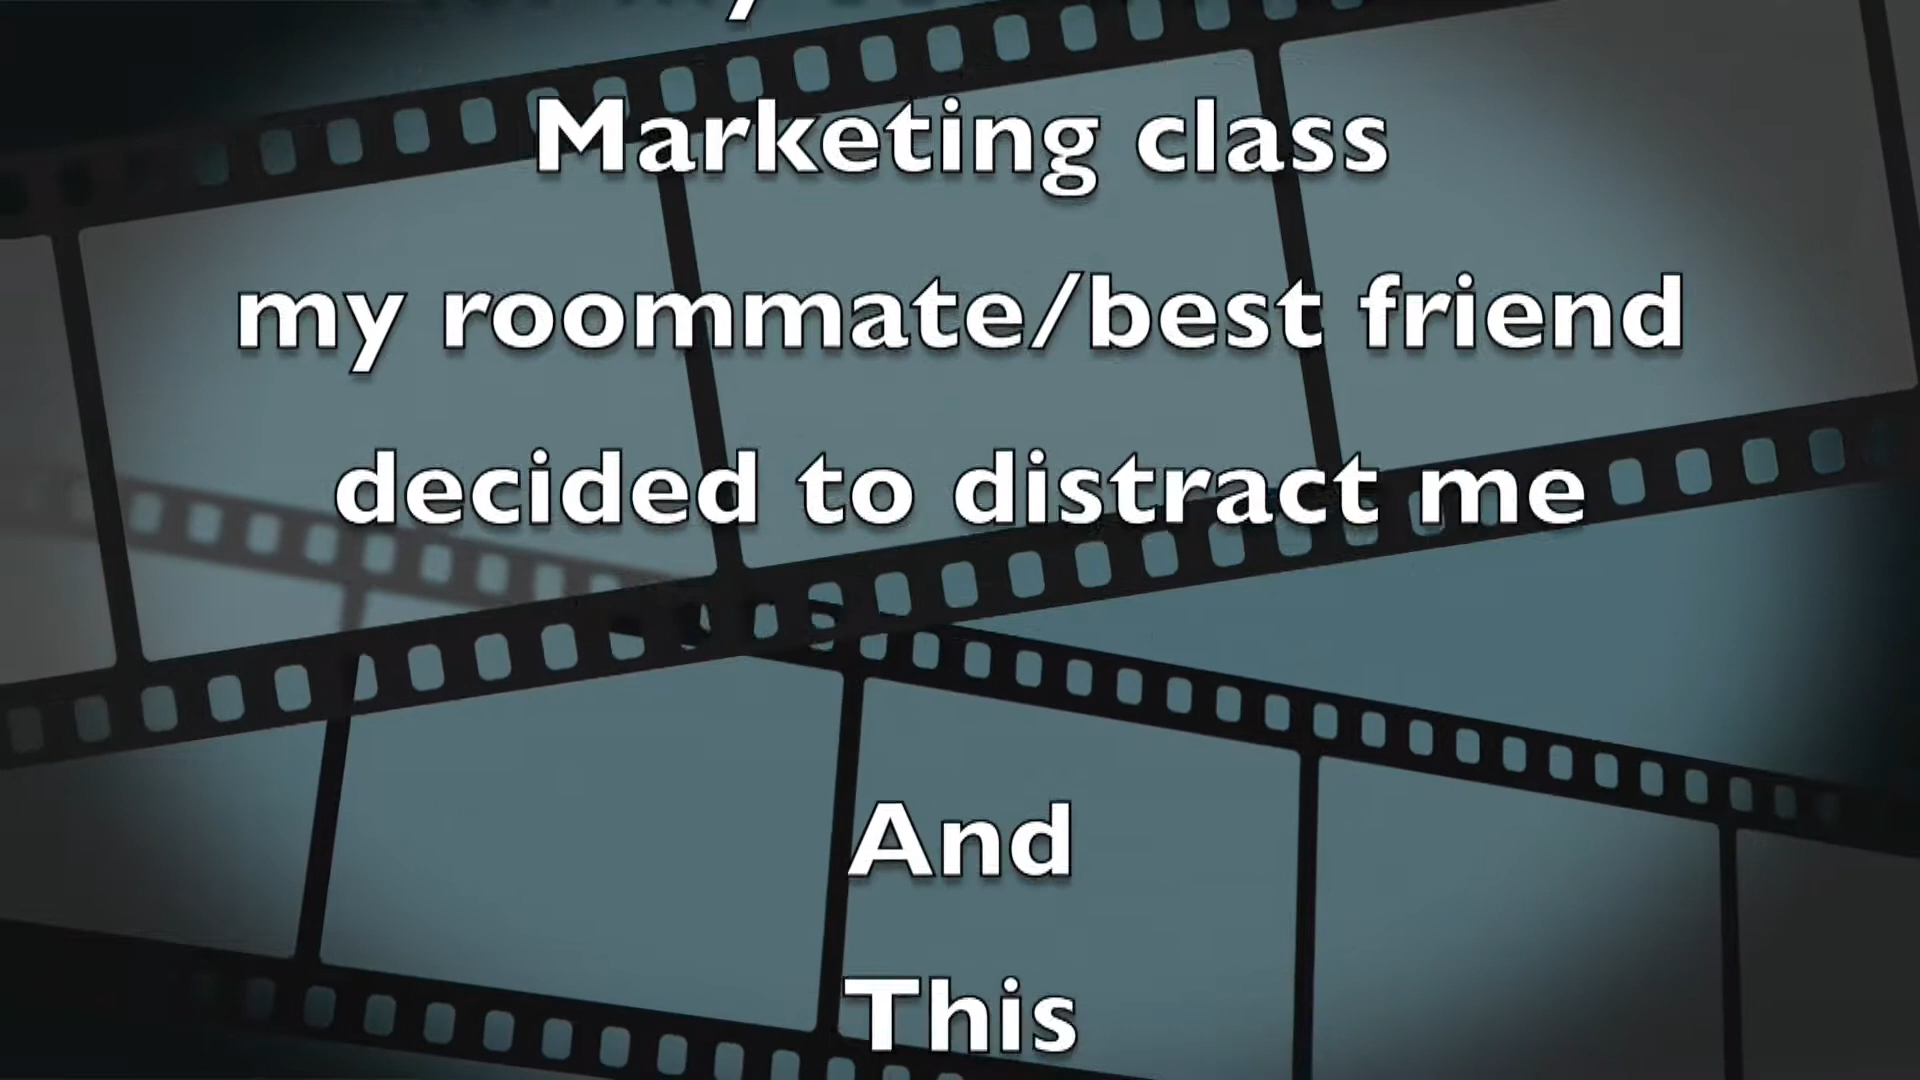 Marketing class
my roommate/best friend
decided to distract me
And
This